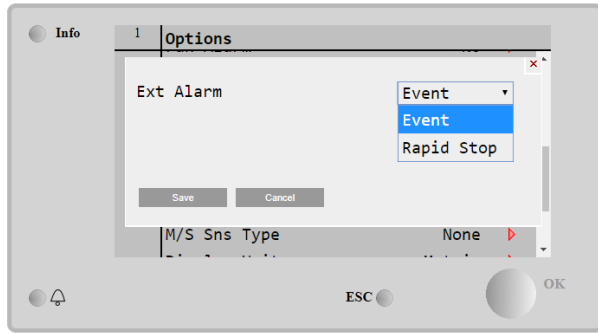 Info
1 Options
Ext Alarm Event
Event
Rapid Stop
Save Cancel
M/S Sns Type None
ESC
OK